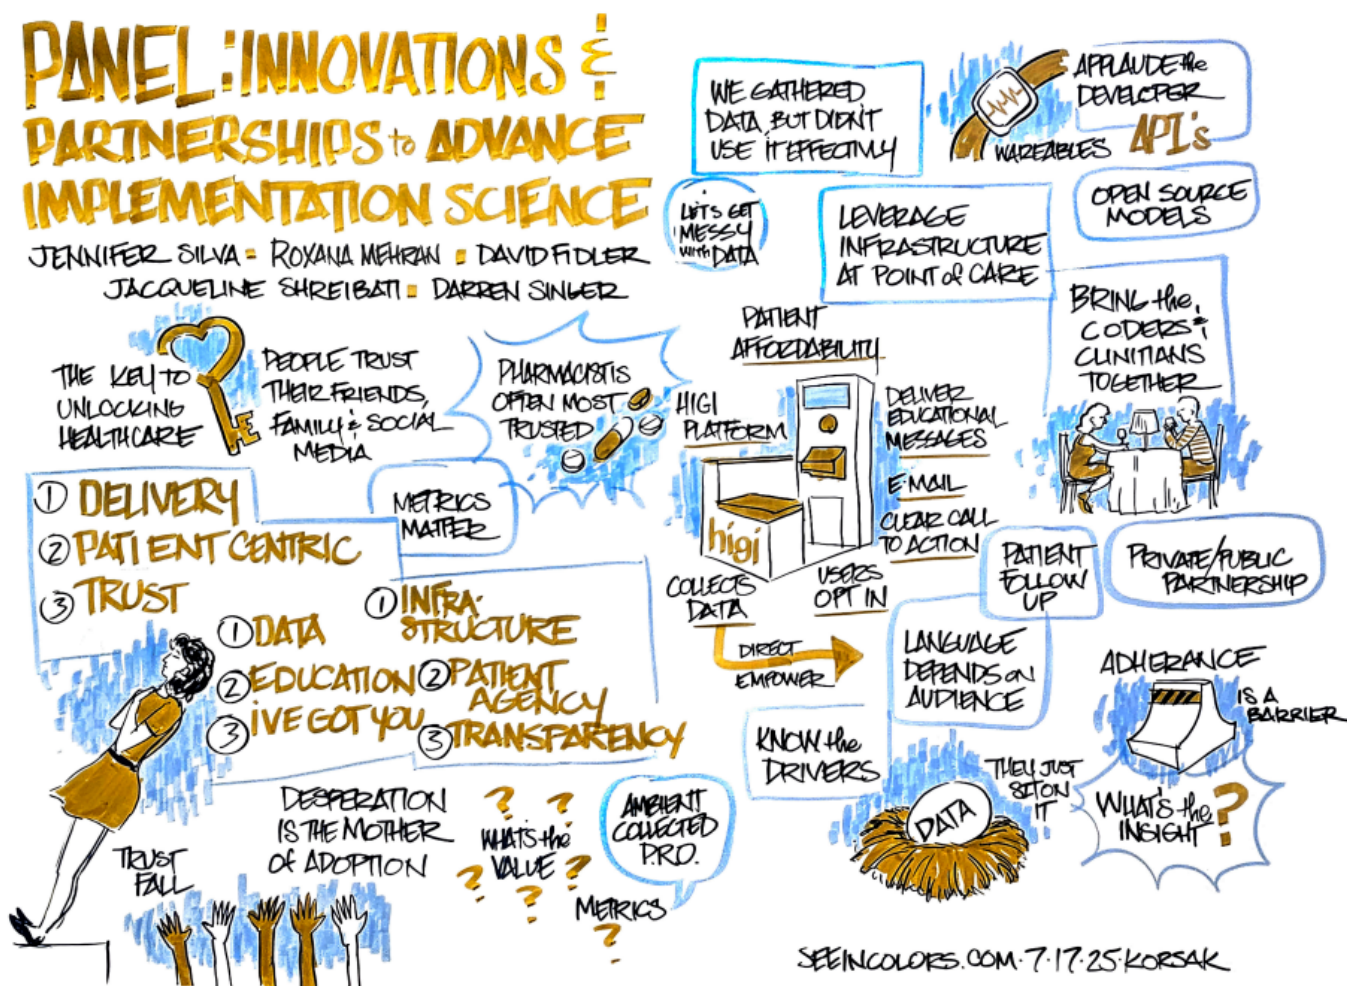 PANEL: INNOVATIONS &
PARTNERSHIPS to ADVANCE
IMPLEMENTATION SCIENCE
JENNIFER SILVA - ROXANA MEHRAN - DAVID FIDLER
JACQUELINE SHREIBATI - DARREN SINGER
THE KEY TO
UNLOCKING
HEALTHCARE
PEOPLE TRUST
THEIR FRIENDS,
FAMILY & SOCIAL
MEDIA
PHARMACISTIS
OFTEN MOST
TRUSTED
METRICS
MATTER
① DELIVERY
② PATIENT CENTRIC
③ TRUST
① DATA
② EDUCATION
③ I'VE GOT YOU
① INFRA-
STRUCTURE
② PATIENT
AGENCY
③ TRANSPARENCY
TRUST
FALL
DESPERATION
IS THE MOTHER
of ADOPTION
? ?
WHAT'S the
VALUE ?
? ?
?
METRICS
?
AMBIENT
COLLECTED
P.R.O.
WE GATHERED
DATA, BUT DIDN'T
USE IT EFFECTIVLY
LET'S GET
MESSY
with DATA
WAREABLES
APPLAUDE the
DEVELOPER
API's
OPEN SOURCE
MODELS
LEVERAGE
INFRASTRUCTURE
AT POINT of CARE
BRING the
CODERS &
CLINITIANS
TOGETHER
PATIENT
AFFORDABILITY
HIGI
PLATFORM
higi
DELIVER
EDUCATIONAL
MESSAGES
E-MAIL
CLEAR CALL
TO ACTION
COLLECTS
DATA
USERS
OPT IN
DIRECT
EMPOWER
PATIENT
FOLLOW
UP
PRIVATE/PUBLIC
PARTNERSHIP
LANGUAGE
DEPENDS ON
AUDIENCE
KNOW the
DRIVERS
DATA
THEY JUST
SIT ON
IT
ADHERANCE
IS A
BARRIER
WHAT'S the
INSIGHT ?
SEEINCOLORS.COM · 7·17·25 · KORSAK